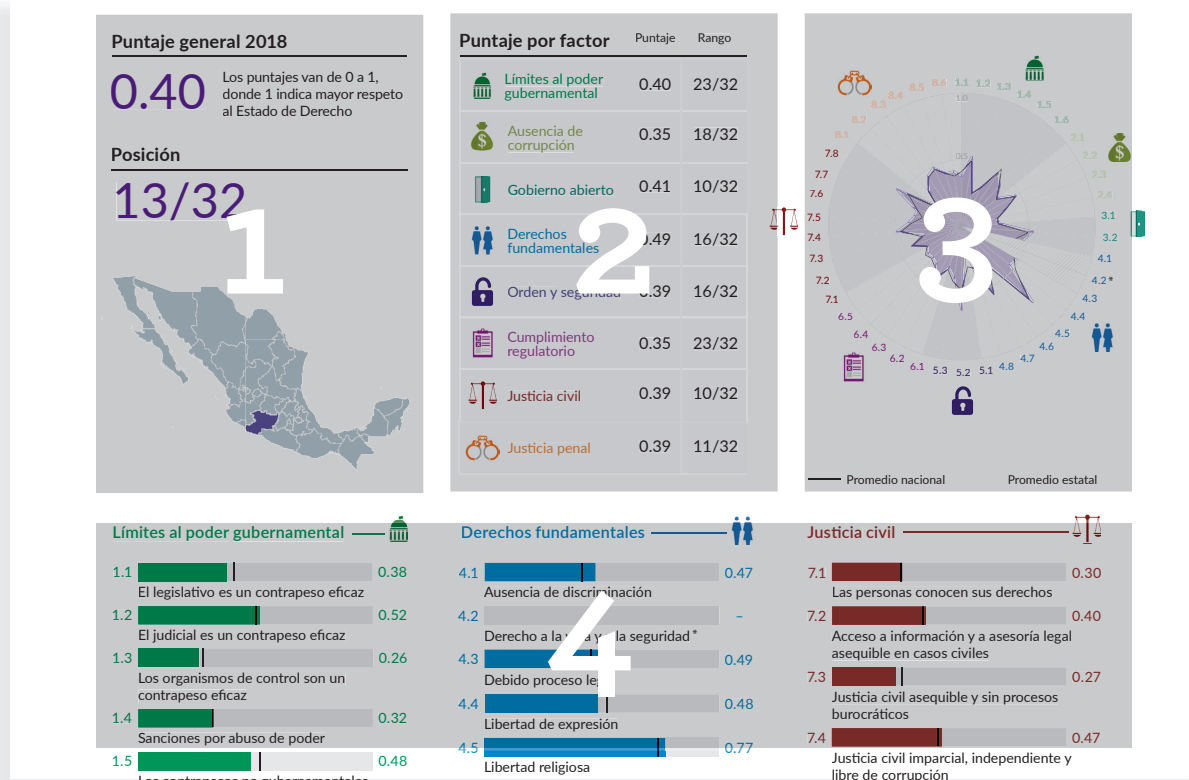 Puntaje general 2018
0.40
Los puntajes van de 0 a 1,
donde 1 indica mayor respeto
al Estado de Derecho
Posición
13/32
1
Puntaje por factor Puntaje Rango
Límites al poder
gubernamental 0.40 23/32
Ausencia de
corrupción 0.35 18/32
Gobierno abierto 0.41 10/32
Derechos
fundamentales 0.49 16/32
Orden y seguridad 0.39 16/32
Cumplimiento
regulatorio 0.35 23/32
Justicia civil 0.39 10/32
Justicia penal 0.39 11/32
2
1.1
1.2
1.3
1.4
1.5
1.6
2.1
2.2
2.3
2.4
3.1
3.2
4.1
4.2*
4.3
4.4
4.5
4.6
4.7
4.8
5.1
5.2
5.3
6.1
6.2
6.3
6.4
6.5
7.1
7.2
7.3
7.4
7.5
7.6
7.7
7.8
8.1
8.2
8.3
8.4
8.5
8.6
1.0
0.5
3
Promedio nacional Promedio estatal
Límites al poder gubernamental
1.1 0.38
El legislativo es un contrapeso eficaz
1.2 0.52
El judicial es un contrapeso eficaz
1.3 0.26
Los organismos de control son un
contrapeso eficaz
1.4 0.32
Sanciones por abuso de poder
1.5 0.48
Los contrapesos no gubernamentales
Derechos fundamentales
4.1 0.47
Ausencia de discriminación
4.2 –
Derecho a la vida y a la seguridad*
4.3 0.49
Debido proceso
4.4 0.48
Libertad de expresión
4.5 0.77
Libertad religiosa
4
Justicia civil
7.1 0.30
Las personas conocen sus derechos
7.2 0.40
Acceso a información y a asesoría legal
asequible en casos civiles
7.3 0.27
Justicia civil asequible y sin procesos
burocráticos
7.4 0.47
Justicia civil imparcial, independiente y
libre de corrupción